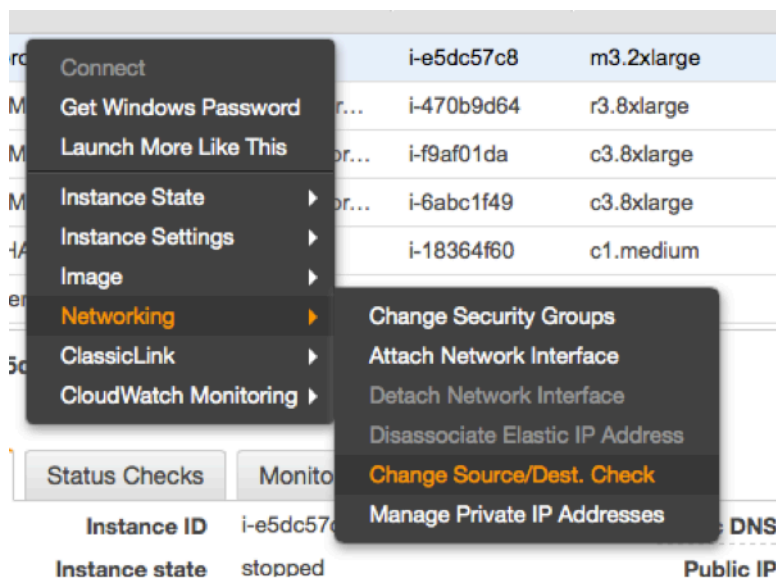 i-e5dc57c8 m3.2xlarge
i-470b9d64 r3.8xlarge
i-f9af01da c3.8xlarge
i-6abc1f49 c3.8xlarge
i-18364f60 c1.medium
Connect
Get Windows Password
Launch More Like This
Instance State
Instance Settings
Image
Networking
ClassicLink
CloudWatch Monitoring
Change Security Groups
Attach Network Interface
Detach Network Interface
Disassociate Elastic IP Address
Change Source/Dest. Check
Manage Private IP Addresses
Status Checks
Instance ID i-e5dc57 DNS
Instance state stopped Public IP